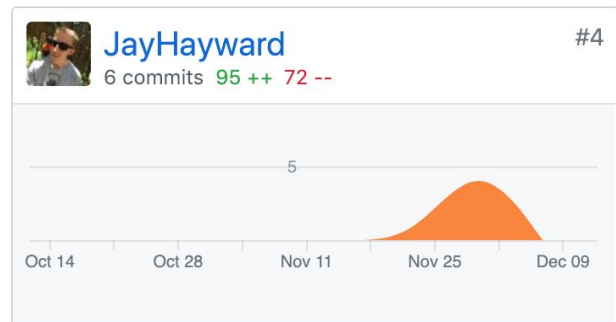 JayHayward
#4
6 commits 95 ++ 72 --
5
Oct 14 Oct 28 Nov 11 Nov 25 Dec 09